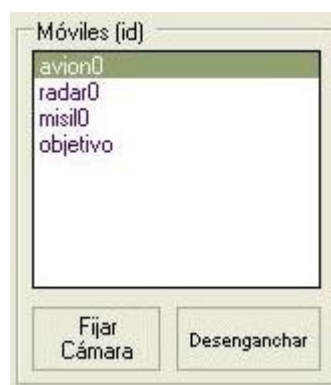 Móviles (id)
avion0
radar0
misil0
objetivo
Fijar
Cámara
Desenganchar